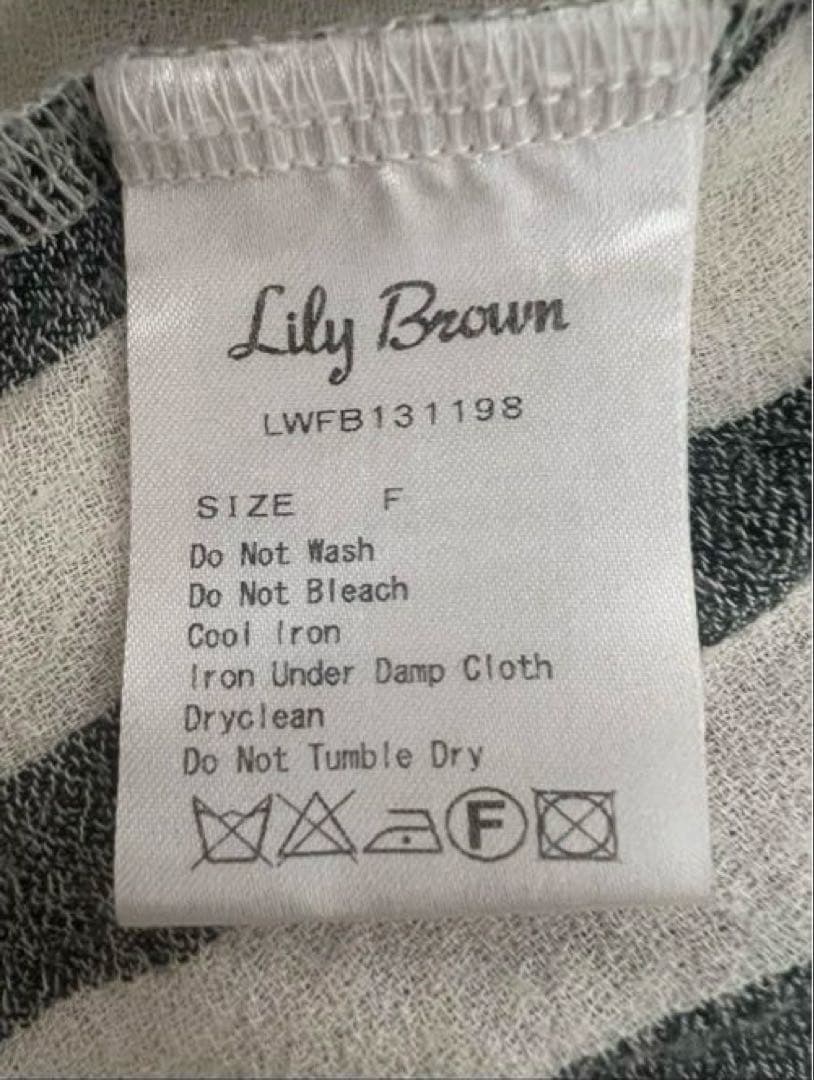 Lily Brown
LWFB131198
SIZE F
Do Not Wash
Do Not Bleach
Cool Iron
Iron Under Damp Cloth
Dryclean
Do Not Tumble Dry
F